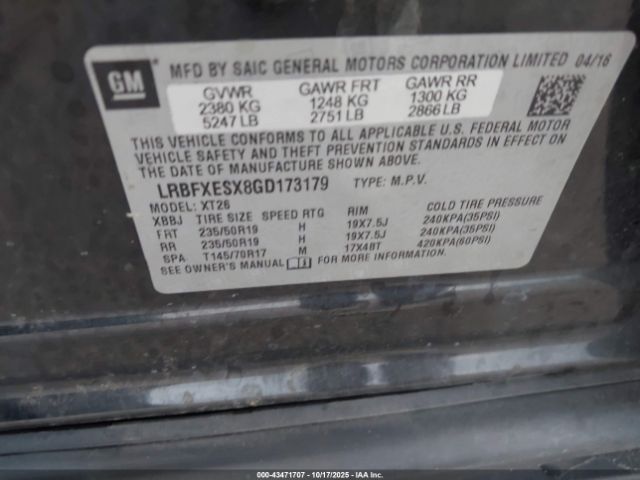 GM
MFD BY SAIC GENERAL MOTORS CORPORATION LIMITED 04/16
GVWR GAWR FRT GAWR RR
2380 KG 1248 KG 1300 KG
5247 LB 2751 LB 2866 LB
THIS VEHICLE CONFORMS TO ALL APPLICABLE U.S. FEDERAL MOTOR
VEHICLE SAFETY AND THEFT PREVENTION STANDARDS IN EFFECT ON
THE DATE OF MANUFACTURE SHOWN ABOVE.
LRBFXESX8GD173179 TYPE: M.P.V.
MODEL: XT26
XBBJ TIRE SIZE SPEED RTG RIM COLD TIRE PRESSURE
FRT 235/50R19 H 19X7.5J 240KPA(35PSI)
RR 235/50R19 H 19X7.5J 240KPA(35PSI)
SPA T145/70R17 M 17X4BT 420KPA(60PSI)
SEE OWNER'S MANUAL FOR MORE INFORMATION
000-43471707 - 10/17/2025 - IAAI.COM